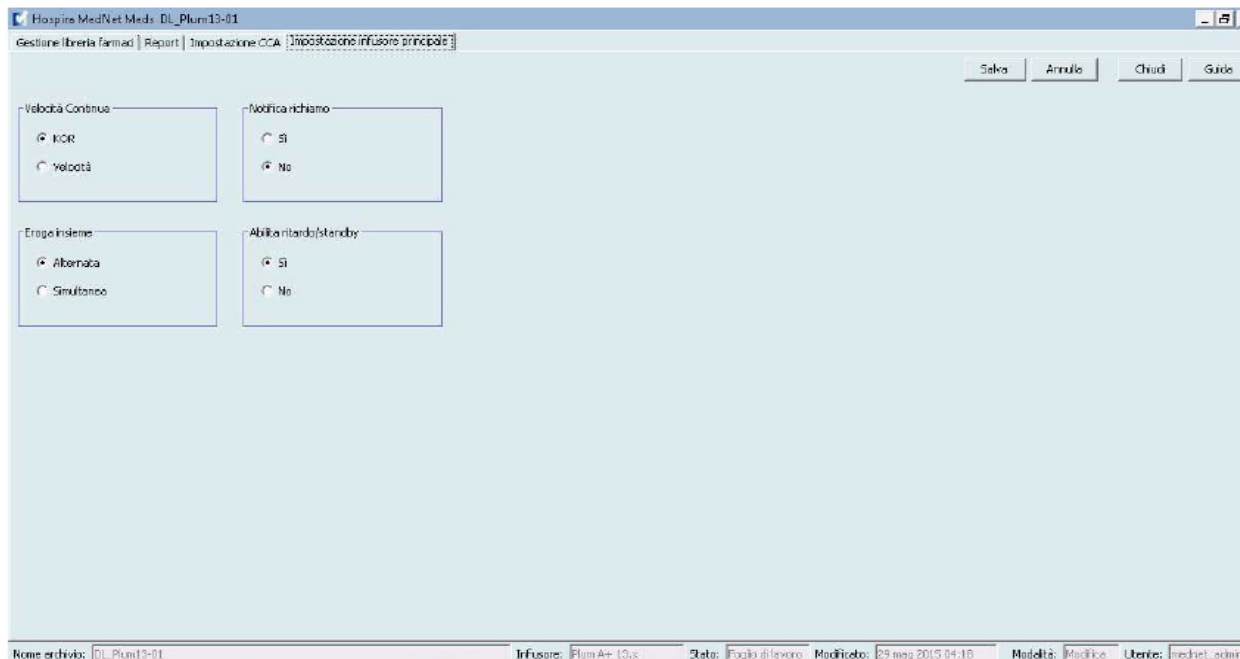 Hospira MedNet Meds DL_Plum13-01
Gestione libreria farmaci Report Impostazione CCA Impostazione infusore principale
Salva Annulla Chiudi Guida
Velocità Continua Notifica richiamo
KOR Sì
Velocità No
Eroga insieme Abilita ritardo/standby
Alternata Sì
Simultanea No
Nome archivio: DL_Plum13-01 Infusore: Plum A+ 13.x Stato: Foglio di lavoro Modificato: 29 mag 2015 04:18 Modalità: Modifica Utente: mednet_admin